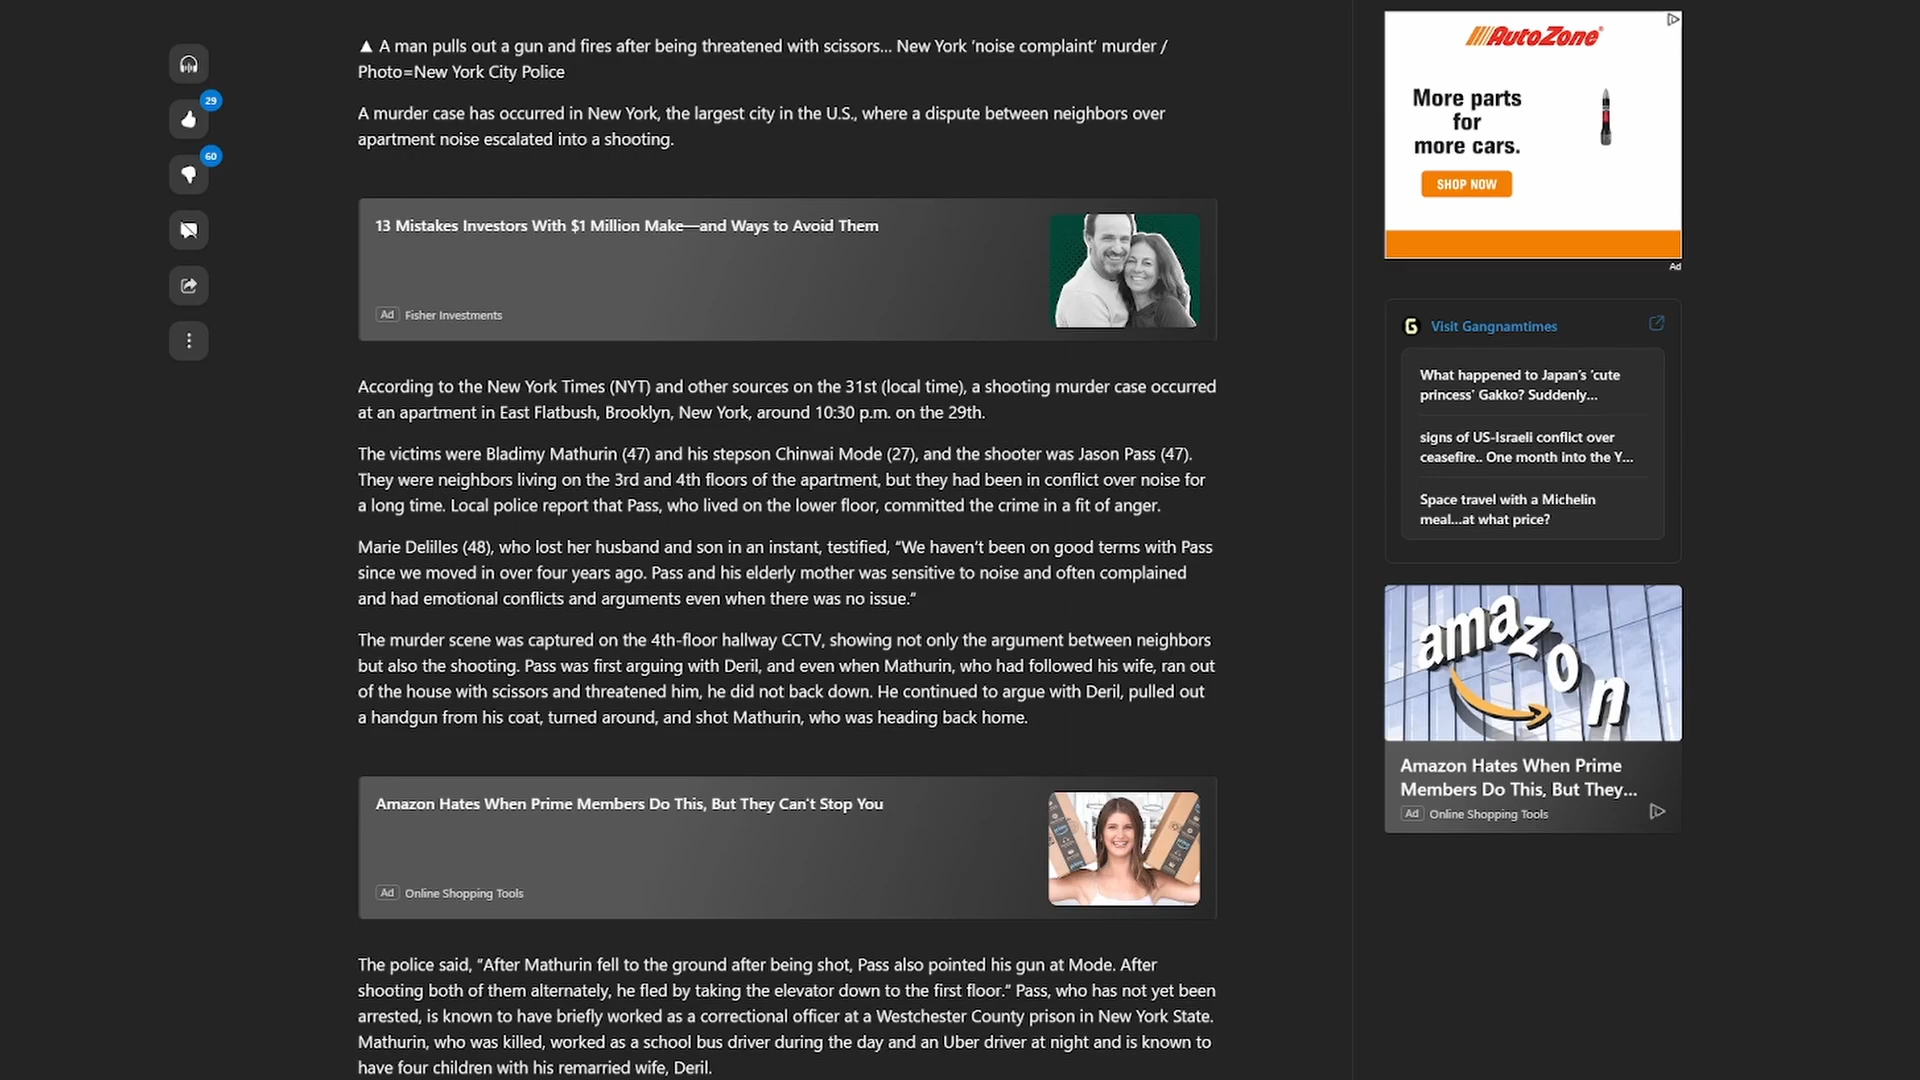 ▲ A man pulls out a gun and fires after being threatened with scissors... New York ‘noise complaint’ murder /
Photo=New York City Police
A murder case has occurred in New York, the largest city in the U.S., where a dispute between neighbors over
apartment noise escalated into a shooting.
13 Mistakes Investors With $1 Million Make—and Ways to Avoid Them
Ad Fisher Investments
According to the New York Times (NYT) and other sources on the 31st (local time), a shooting murder case occurred
at an apartment in East Flatbush, Brooklyn, New York, around 10:30 p.m. on the 29th.
The victims were Bladimy Mathurin (47) and his stepson Chinwai Mode (27), and the shooter was Jason Pass (47).
They were neighbors living on the 3rd and 4th floors of the apartment, but they had been in conflict over noise for
a long time. Local police report that Pass, who lived on the lower floor, committed the crime in a fit of anger.
Marie Delilles (48), who lost her husband and son in an instant, testified, “We haven’t been on good terms with Pass
since we moved in over four years ago. Pass and his elderly mother was sensitive to noise and often complained
and had emotional conflicts and arguments even when there was no issue.”
The murder scene was captured on the 4th-floor hallway CCTV, showing not only the argument between neighbors
but also the shooting. Pass was first arguing with Deril, and even when Mathurin, who had followed his wife, ran out
of the house with scissors and threatened him, he did not back down. He continued to argue with Deril, pulled out
a handgun from his coat, turned around, and shot Mathurin, who was heading back home.
Amazon Hates When Prime Members Do This, But They Can't Stop You
Ad Online Shopping Tools
The police said, “After Mathurin fell to the ground after being shot, Pass also pointed his gun at Mode. After
shooting both of them alternately, he fled by taking the elevator down to the first floor.” Pass, who has not yet been
arrested, is known to have briefly worked as a correctional officer at a Westchester County prison in New York State.
Mathurin, who was killed, worked as a school bus driver during the day and an Uber driver at night and is known to
have four children with his remarried wife, Deril.
29
60
AutoZone
More parts
for
more cars.
SHOP NOW
Ad
G Visit Gangnamtimes
What happened to Japan’s ‘cute
princess’ Gakko? Suddenly...
signs of US-Israeli conflict over
ceasefire.. One month into the Y...
Space travel with a Michelin
meal...at what price?
amazon
Amazon Hates When Prime
Members Do This, But They...
Ad Online Shopping Tools